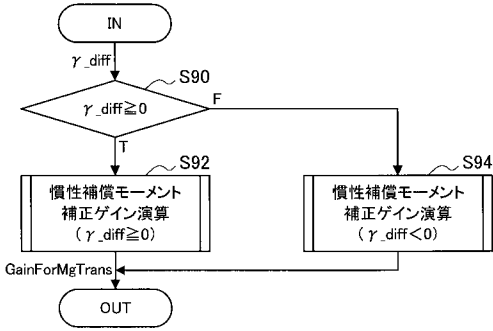 IN
γ_diff
S90
γ_diff≧0
F
T
S92
慣性補償モーメント
補正ゲイン演算
(γ_diff≧0)
S94
慣性補償モーメント
補正ゲイン演算
(γ_diff<0)
GainForMgTrans
OUT